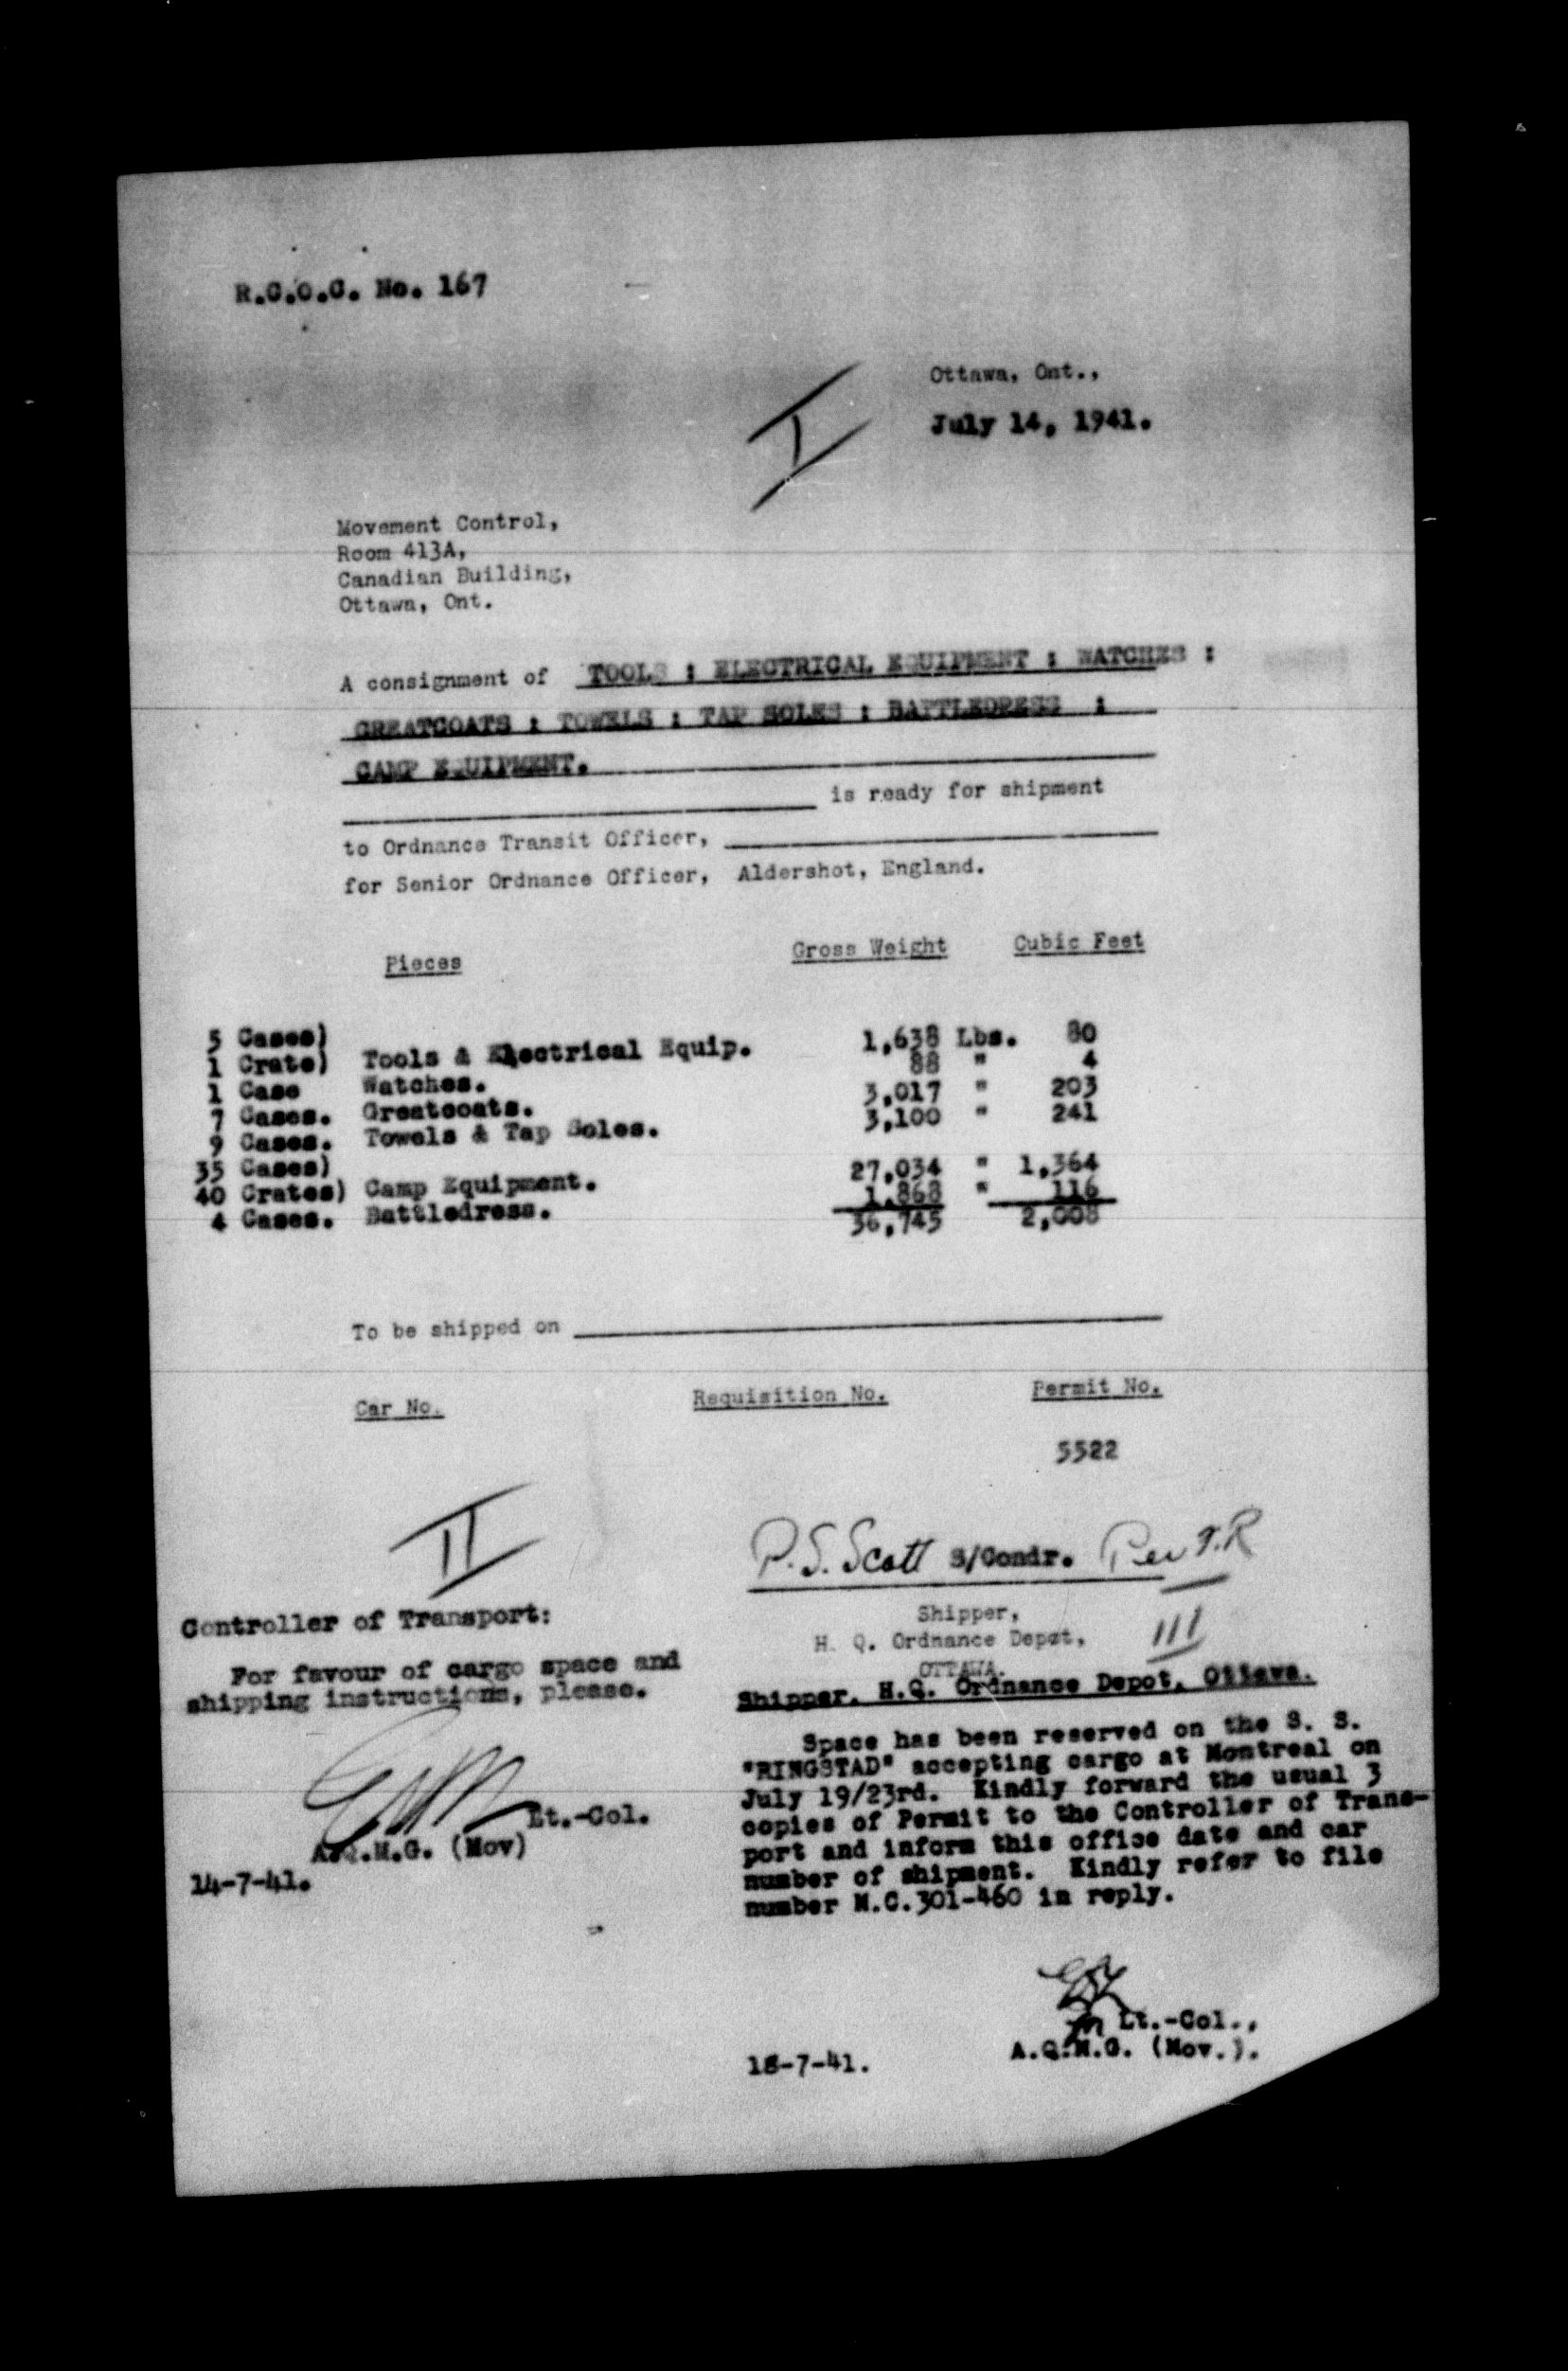 R.C.O.C. No. 167
I
Ottawa, Ont.,
July 14, 1941.
Movement Control,
Room 413A,
Canadian Building,
Ottawa, Ont.
A consignment of TOOLS : ELECTRICAL EQUIPMENT : WATCHES :
GREATCOATS : TOWELS : TAP SOLES : BATTLEDRESS :
CAMP EQUIPMENT.
is ready for shipment
to Ordnance Transit Officer,
for Senior Ordnance Officer, Aldershot, England.
Pieces Gross Weight Cubic Feet
5 Cases)
1 Crate) Tools & Electrical Equip. 1,638 Lbs. 80
1 Case Watches. 88 " 4
7 Cases. Greatcoats. 3,017 " 203
9 Cases. Towels & Tap Soles. 3,100 " 241
35 Cases)
40 Crates) Camp Equipment. 27,034 " 1,364
4 Cases. Battledress. 1,868 " 116
36,745 2,008
To be shipped on
Car No. Requisition No. Permit No.
5522
II
P.S. Scott S/Condr. Per T.R
Shipper,
H. Q. Ordnance Depot,
OTTAWA.
Controller of Transport:
For favour of cargo space and
shipping instructions, please.
Lt.-Col.
A.Q.M.G. (Mov)
14-7-41.
III
Shipper, H.Q. Ordnance Depot, Ottawa.
Space has been reserved on the S. S.
"RINGSTAD" accepting cargo at Montreal on
July 19/23rd. Kindly forward the usual 3
copies of Permit to the Controller of Trans-
port and inform this office date and car
number of shipment. Kindly refer to file
number M.C.301-460 in reply.
Lt.-Col.,
A.Q.M.G. (Mov.).
18-7-41.